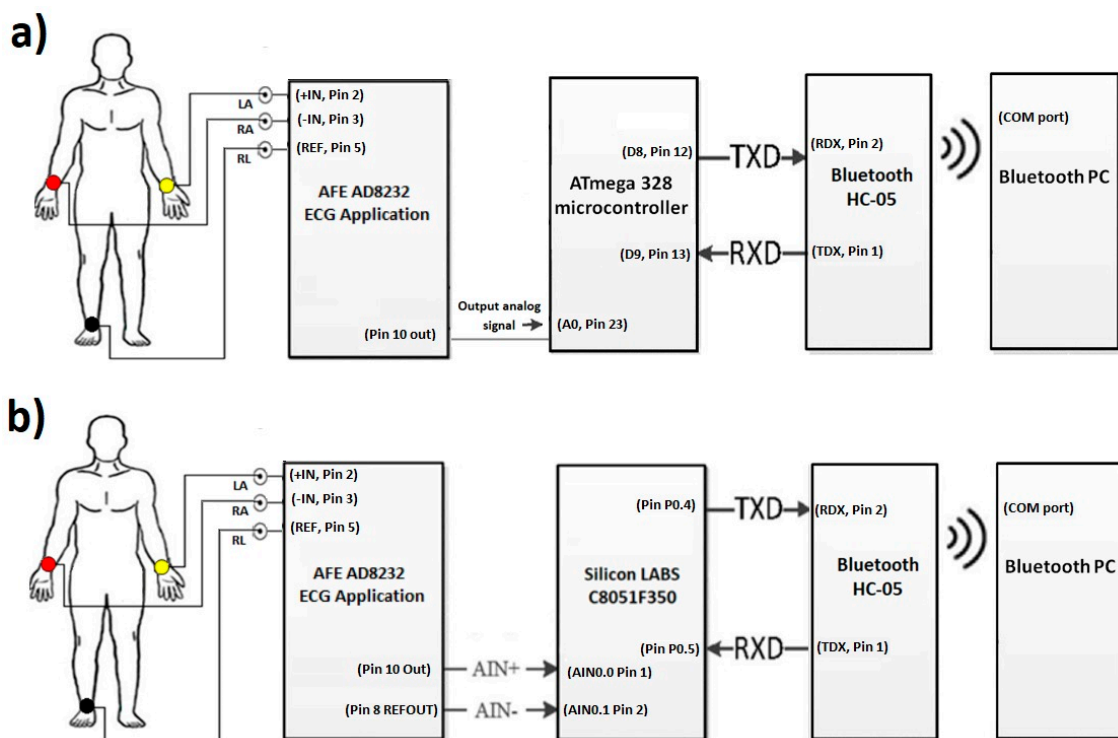 a)
LA
RA
RL
(+IN, Pin 2)
(-IN, Pin 3)
(REF, Pin 5)
AFE AD8232
ECG Application
(Pin 10 out)
Output analog
signal
(D8, Pin 12)
ATmega 328
microcontroller
(D9, Pin 13)
(A0, Pin 23)
TXD
RXD
(RDX, Pin 2)
Bluetooth
HC-05
(TDX, Pin 1)
(COM port)
Bluetooth PC
b)
LA
RA
RL
(+IN, Pin 2)
(-IN, Pin 3)
(REF, Pin 5)
AFE AD8232
ECG Application
(Pin 10 Out)
(Pin 8 REFOUT)
AIN+
AIN-
(Pin P0.4)
Silicon LABS
C8051F350
(Pin P0.5)
(AIN0.0 Pin 1)
(AIN0.1 Pin 2)
TXD
RXD
(RDX, Pin 2)
Bluetooth
HC-05
(TDX, Pin 1)
(COM port)
Bluetooth PC